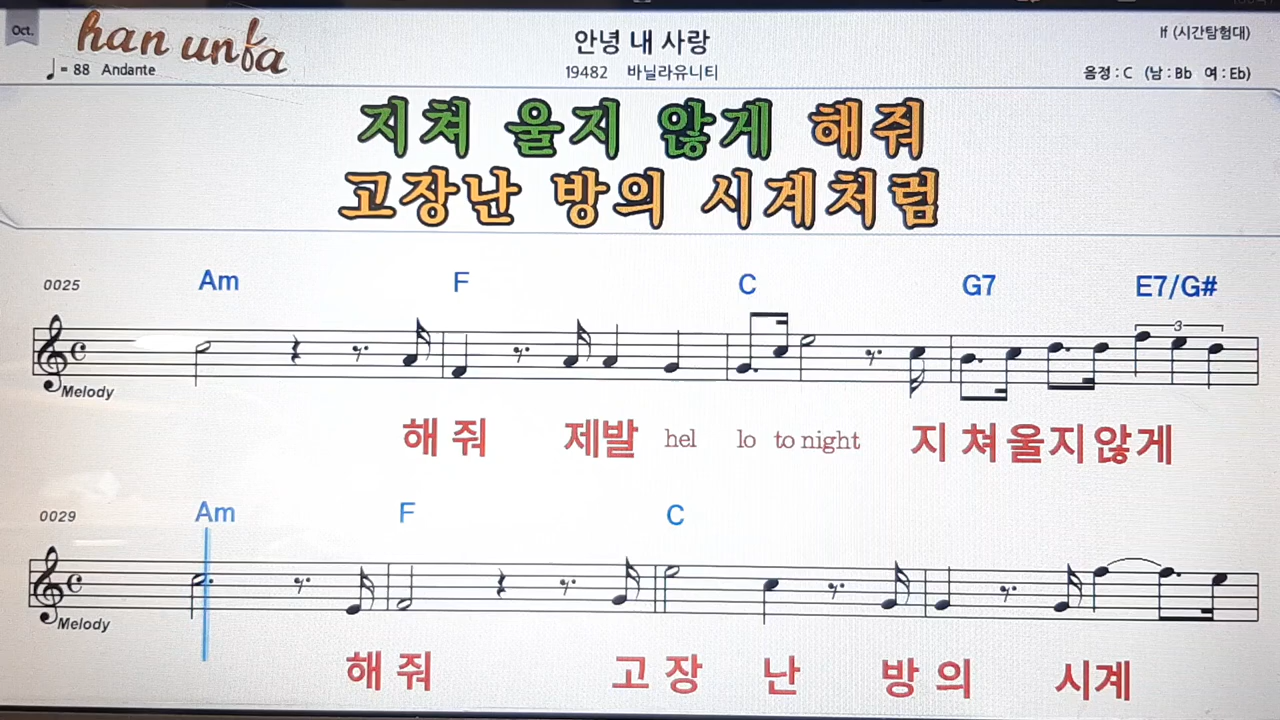 Oct.
han unfa
안녕 내 사랑
If (시간탐험대)
♩= 88 Andante
19482 바닐라유니티
음정 : C (남 : Bb 여 : Eb)
지쳐 울지 않게 해줘
고장난 방의 시계처럼
0025 Am F C G7 E7/G#
3
Melody
해 줘 제발 hel lo to night 지 쳐 울지 않게
0029 Am F C
Melody
해 줘 고 장 난 방 의 시계